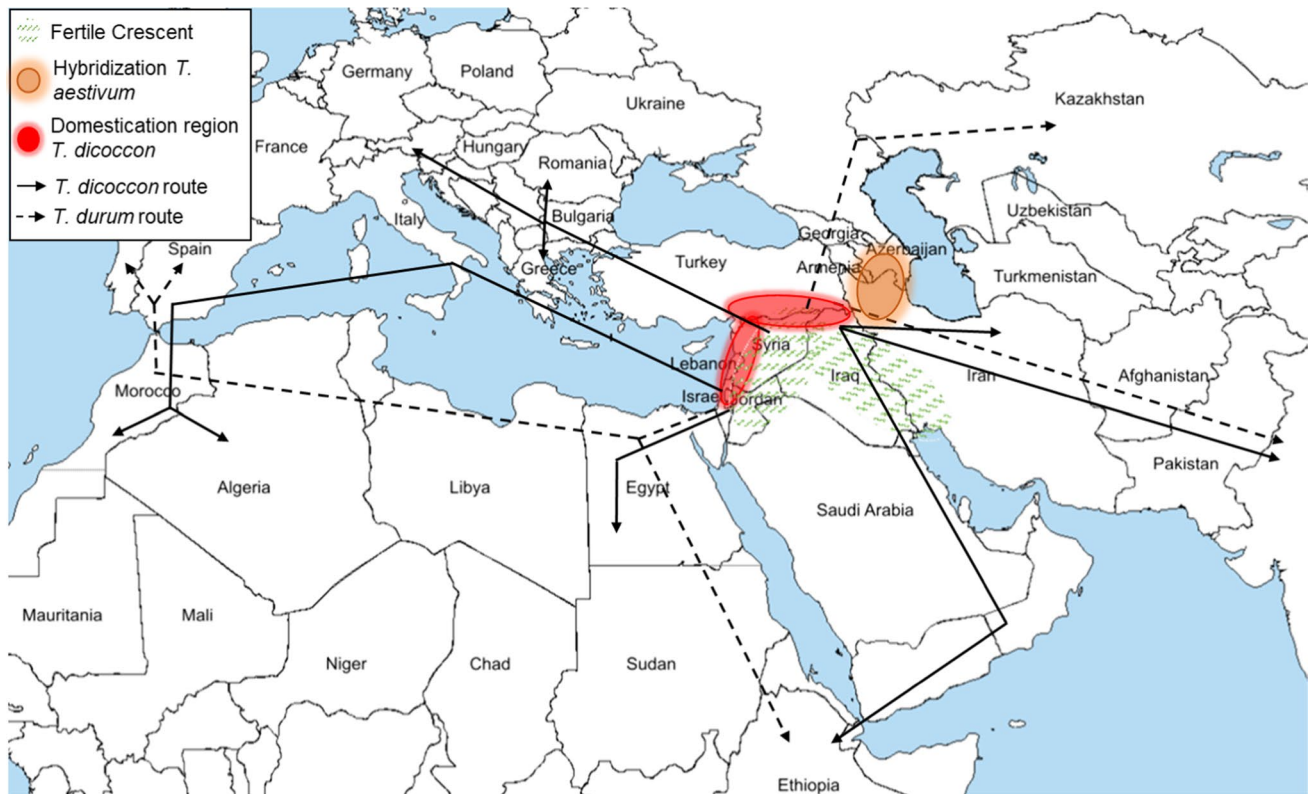 Fertile Crescent
Hybridization T.
aestivum
Domestication region
T. dicoccon
T. dicoccon route
T. durum route
Germany
Poland
Ukraine
Kazakhstan
France
Hungary
Romania
Italy
Bulgaria
Uzbekistan
Spain
Georgia
Azerbaijan
Greece
Turkey
Armenia
Turkmenistan
Syria
Lebanon
Iraq
Iran
Afghanistan
Morocco
Israel
Jordan
Pakistan
Algeria
Libya
Egypt
Saudi Arabia
Mauritania
Mali
Niger
Chad
Sudan
Ethiopia